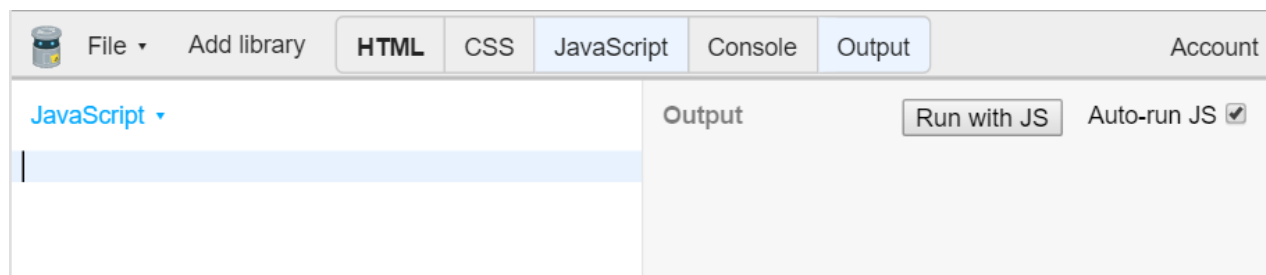 File Add library HTML CSS JavaScript Console Output Account
JavaScript Output Run with JS Auto-run JS